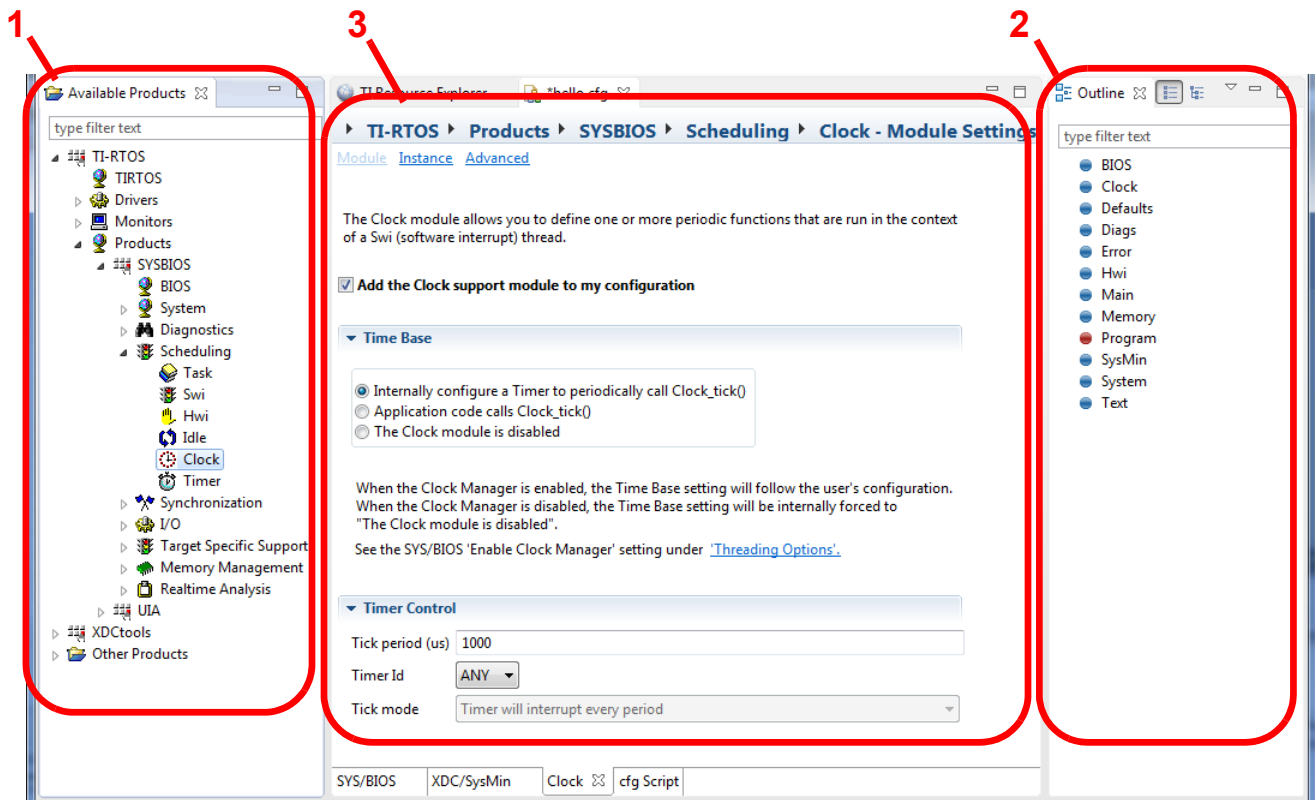 1
3
2
Available Products
type filter text
TI-RTOS
TIRTOS
Drivers
Monitors
Products
SYSBIOS
BIOS
System
Diagnostics
Scheduling
Task
Swi
Hwi
Idle
Clock
Timer
Synchronization
I/O
Target Specific Support
Memory Management
Realtime Analysis
UIA
XDCtools
Other Products
TI Resource Explorer
*hello.cfg
TI-RTOS Products SYSBIOS Scheduling Clock - Module Settings
Module Instance Advanced
The Clock module allows you to define one or more periodic functions that are run in the context
of a Swi (software interrupt) thread.
Add the Clock support module to my configuration
Time Base
Internally configure a Timer to periodically call Clock_tick()
Application code calls Clock_tick()
The Clock module is disabled
When the Clock Manager is enabled, the Time Base setting will follow the user's configuration.
When the Clock Manager is disabled, the Time Base setting will be internally forced to
"The Clock module is disabled".
See the SYS/BIOS 'Enable Clock Manager' setting under 'Threading Options'.
Timer Control
Tick period (us) 1000
Timer Id ANY
Tick mode Timer will interrupt every period
SYS/BIOS XDC/SysMin Clock cfg Script
Outline
type filter text
BIOS
Clock
Defaults
Diags
Error
Hwi
Main
Memory
Program
SysMin
System
Text